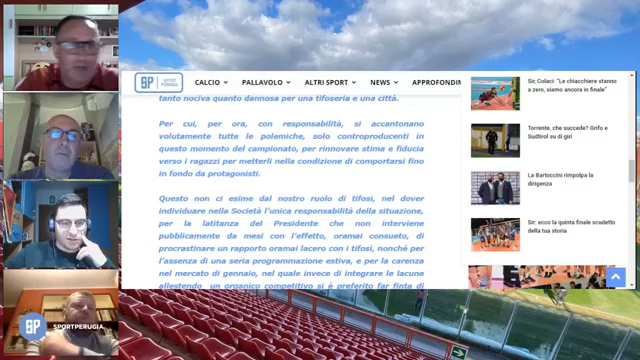 SP SPORT PERUGIA CALCIO PALLAVOLO ALTRI SPORT NEWS APPROFONDIM
tanto nociva quanto dannosa per una tifoseria e una città.
Per cui, per ora, con responsabilità, si accantonano
volutamente tutte le polemiche, solo controproducenti in
questo momento del campionato, per rinnovare stima e fiducia
verso i ragazzi per metterli nella condizione di comportarsi fino
in fondo da protagonisti.
Questo non ci esime dal nostro ruolo di tifosi, nel dover
individuare nella Società l'unica responsabilità della situazione,
per la latitanza del Presidente che non interviene
pubblicamente da mesi con l'effetto, oramai consueto, di
procrastinare un rapporto oramai lacero con i tifosi, nonché per
l'assenza di una seria programmazione estiva, e per la carenza
nel mercato di gennaio, nel quale invece di integrare le lacune
allestendo un organico competitivo si è preferito far finta di
Sir, Colaci: "Le chiacchiere stanno
a zero, siamo ancora in finale"
Torrente, che succede? Grifo e
Sudtirol su di giri
La Bartoccini rimpolpa la
dirigenza
Sir: ecco la quinta finale scudetto
della tua storia
SP SPORTPERUGIA